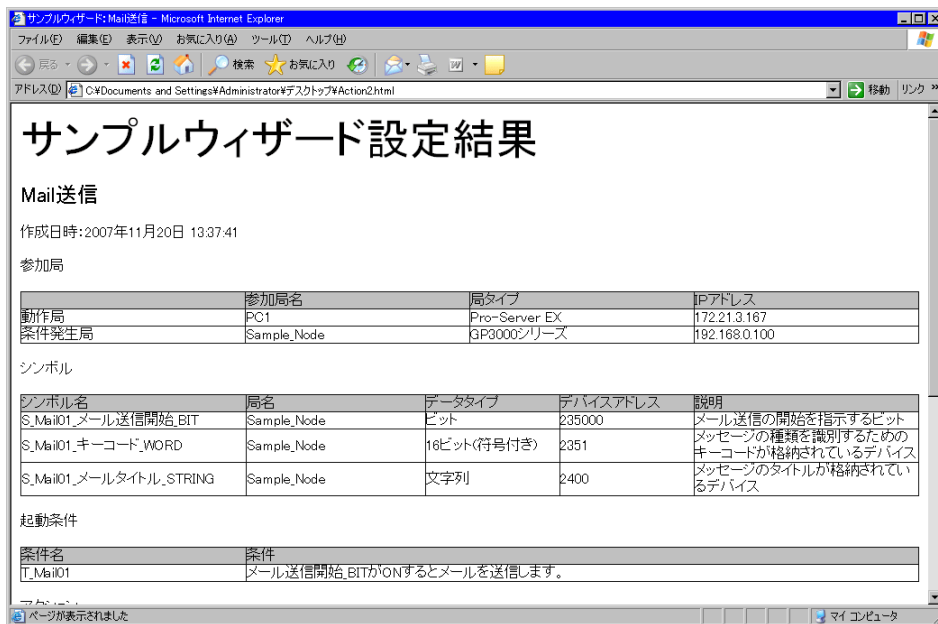 サンプルウィザード:Mail送信 - Microsoft Internet Explorer
ファイル(F) 編集(E) 表示(V) お気に入り(A) ツール(T) ヘルプ(H)
戻る 検索 お気に入り
アドレス(D) C:¥Documents and Settings¥Administrator¥デスクトップ¥Action2.html 移動 リンク »
サンプルウィザード設定結果
Mail送信
作成日時:2007年11月20日 13:37:41
参加局
参加局名 局タイプ IPアドレス
動作局 PC1 Pro-Server EX 172.21.3.167
条件発生局 Sample_Node GP3000シリーズ 192.168.0.100
シンボル
シンボル名 局名 データタイプ デバイスアドレス 説明
S_Mail01_メール送信開始_BIT Sample_Node ビット 235000 メール送信の開始を指示するビット
S_Mail01_キーコード_WORD Sample_Node 16ビット(符号付き) 2351 メッセージの種類を識別するための
キーコードが格納されているデバイス
S_Mail01_メールタイトル_STRING Sample_Node 文字列 2400 メッセージのタイトルが格納されてい
るデバイス
起動条件
条件名 条件
T_Mail01 メール送信開始_BITがONするとメールを送信します。
ページが表示されました マイ コンピュータ